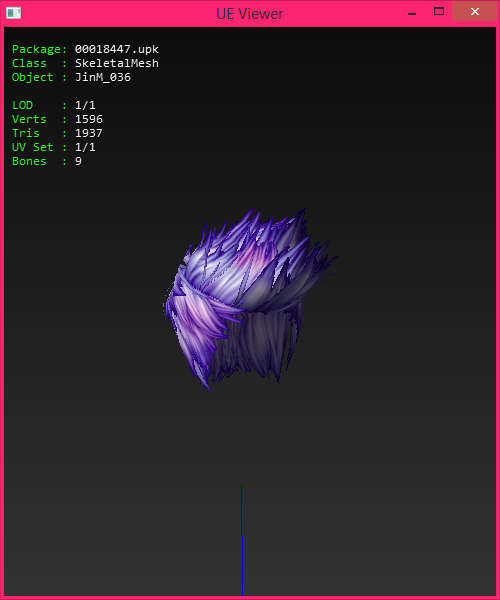 UE Viewer
Package: 00018447.upk
Class : SkeletalMesh
Object : JinM_036
LOD : 1/1
Verts : 1596
Tris : 1937
UV Set : 1/1
Bones : 9